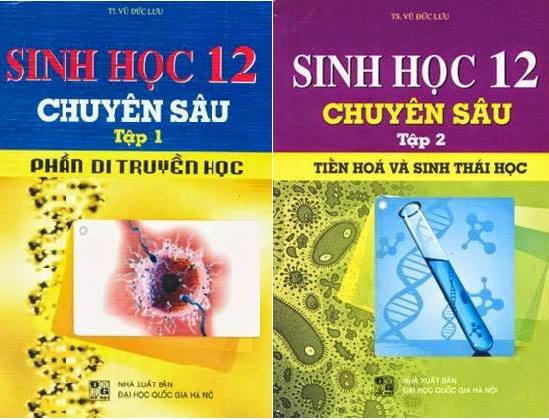 TS. VŨ ĐỨC LƯU
SINH HỌC 12
CHUYÊN SÂU
Tập 1
PHẦN DI TRUYỀN HỌC
NHÀ XUẤT BẢN
ĐẠI HỌC QUỐC GIA HÀ NỘ
TS. VŨ ĐỨC LƯU
SINH HỌC 12
CHUYÊN SÂU
Tập 2
TIẾN HOÁ VÀ SINH THÁI HỌC
NHÀ XUẤT BẢN
ĐẠI HỌC QUỐC GIA HÀ NỘI